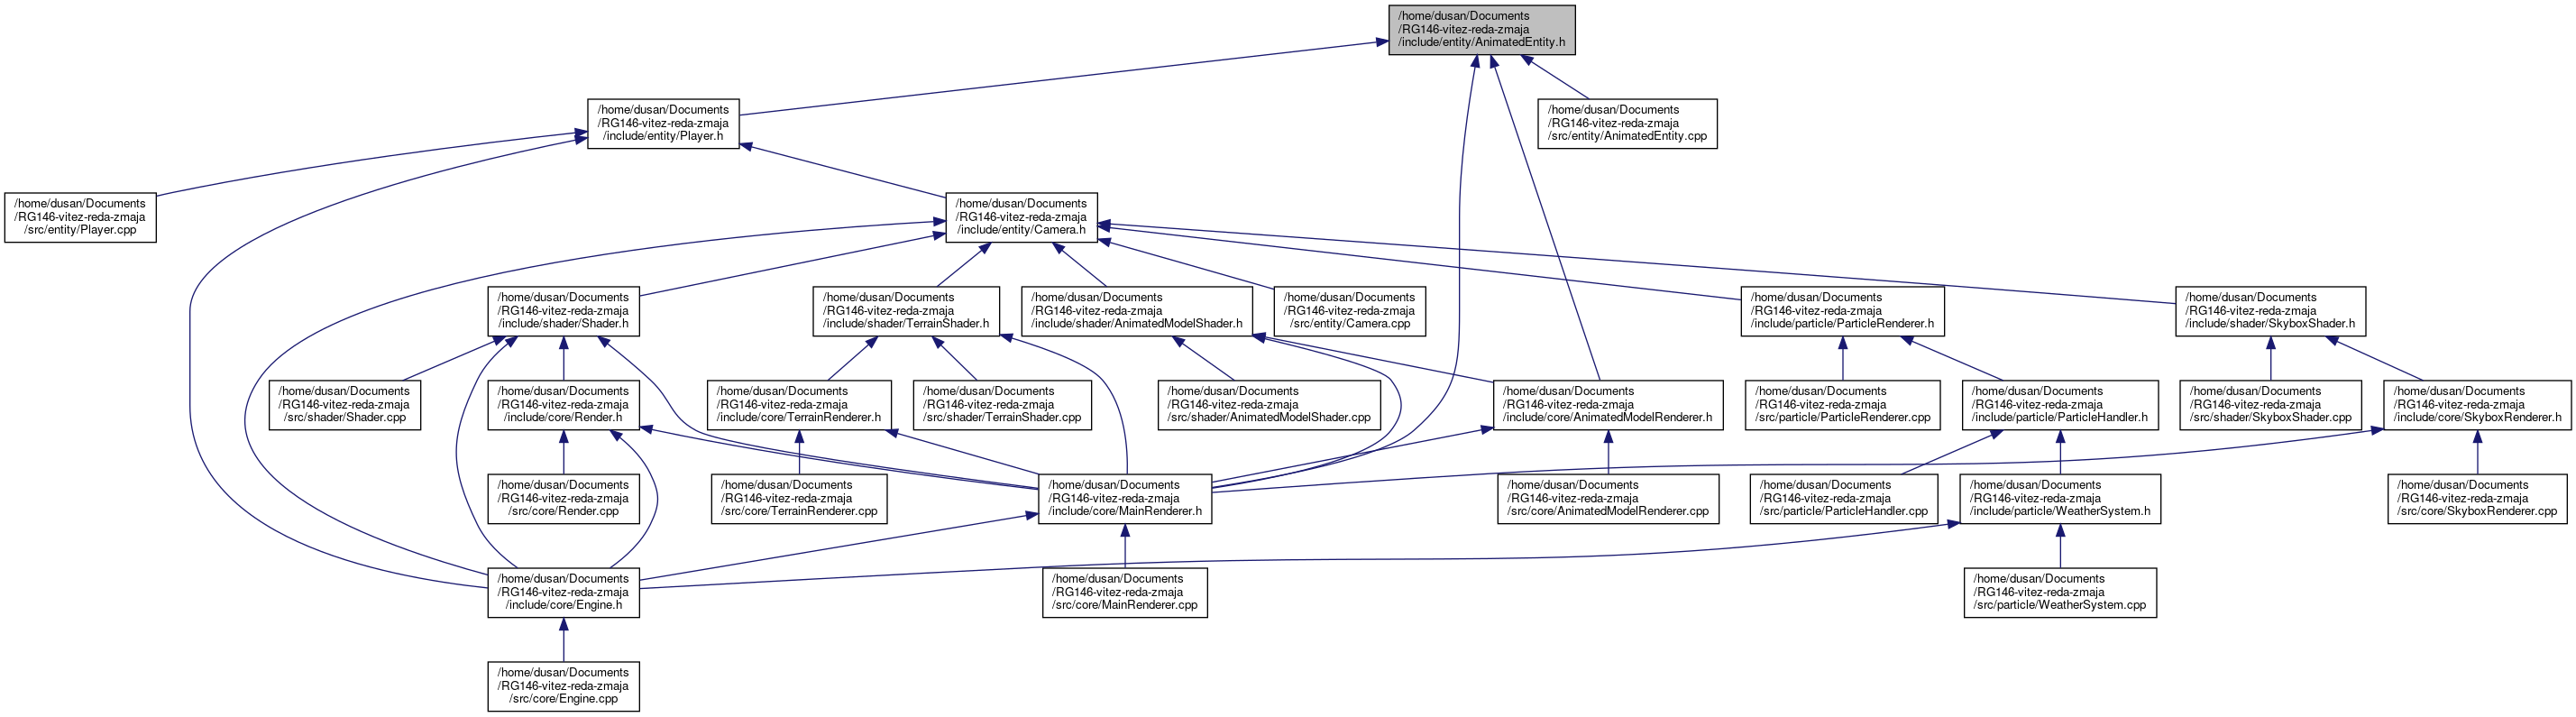 /home/dusan/Documents
/RG146-vitez-reda-zmaja
/include/entity/AnimatedEntity.h
/home/dusan/Documents
/RG146-vitez-reda-zmaja
/include/entity/Player.h
/home/dusan/Documents
/RG146-vitez-reda-zmaja
/src/entity/AnimatedEntity.cpp
/home/dusan/Documents
/RG146-vitez-reda-zmaja
/src/entity/Player.cpp
/home/dusan/Documents
/RG146-vitez-reda-zmaja
/include/entity/Camera.h
/home/dusan/Documents
/RG146-vitez-reda-zmaja
/include/shader/Shader.h
/home/dusan/Documents
/RG146-vitez-reda-zmaja
/include/shader/TerrainShader.h
/home/dusan/Documents
/RG146-vitez-reda-zmaja
/include/shader/AnimatedModelShader.h
/home/dusan/Documents
/RG146-vitez-reda-zmaja
/src/entity/Camera.cpp
/home/dusan/Documents
/RG146-vitez-reda-zmaja
/include/particle/ParticleRenderer.h
/home/dusan/Documents
/RG146-vitez-reda-zmaja
/include/shader/SkyboxShader.h
/home/dusan/Documents
/RG146-vitez-reda-zmaja
/src/shader/Shader.cpp
/home/dusan/Documents
/RG146-vitez-reda-zmaja
/include/core/Render.h
/home/dusan/Documents
/RG146-vitez-reda-zmaja
/include/core/TerrainRenderer.h
/home/dusan/Documents
/RG146-vitez-reda-zmaja
/src/shader/TerrainShader.cpp
/home/dusan/Documents
/RG146-vitez-reda-zmaja
/src/shader/AnimatedModelShader.cpp
/home/dusan/Documents
/RG146-vitez-reda-zmaja
/include/core/AnimatedModelRenderer.h
/home/dusan/Documents
/RG146-vitez-reda-zmaja
/src/particle/ParticleRenderer.cpp
/home/dusan/Documents
/RG146-vitez-reda-zmaja
/include/particle/ParticleHandler.h
/home/dusan/Documents
/RG146-vitez-reda-zmaja
/src/shader/SkyboxShader.cpp
/home/dusan/Documents
/RG146-vitez-reda-zmaja
/include/core/SkyboxRenderer.h
/home/dusan/Documents
/RG146-vitez-reda-zmaja
/src/core/Render.cpp
/home/dusan/Documents
/RG146-vitez-reda-zmaja
/src/core/TerrainRenderer.cpp
/home/dusan/Documents
/RG146-vitez-reda-zmaja
/include/core/MainRenderer.h
/home/dusan/Documents
/RG146-vitez-reda-zmaja
/src/core/AnimatedModelRenderer.cpp
/home/dusan/Documents
/RG146-vitez-reda-zmaja
/src/particle/ParticleHandler.cpp
/home/dusan/Documents
/RG146-vitez-reda-zmaja
/include/particle/WeatherSystem.h
/home/dusan/Documents
/RG146-vitez-reda-zmaja
/src/core/SkyboxRenderer.cpp
/home/dusan/Documents
/RG146-vitez-reda-zmaja
/include/core/Engine.h
/home/dusan/Documents
/RG146-vitez-reda-zmaja
/src/core/MainRenderer.cpp
/home/dusan/Documents
/RG146-vitez-reda-zmaja
/src/particle/WeatherSystem.cpp
/home/dusan/Documents
/RG146-vitez-reda-zmaja
/src/core/Engine.cpp